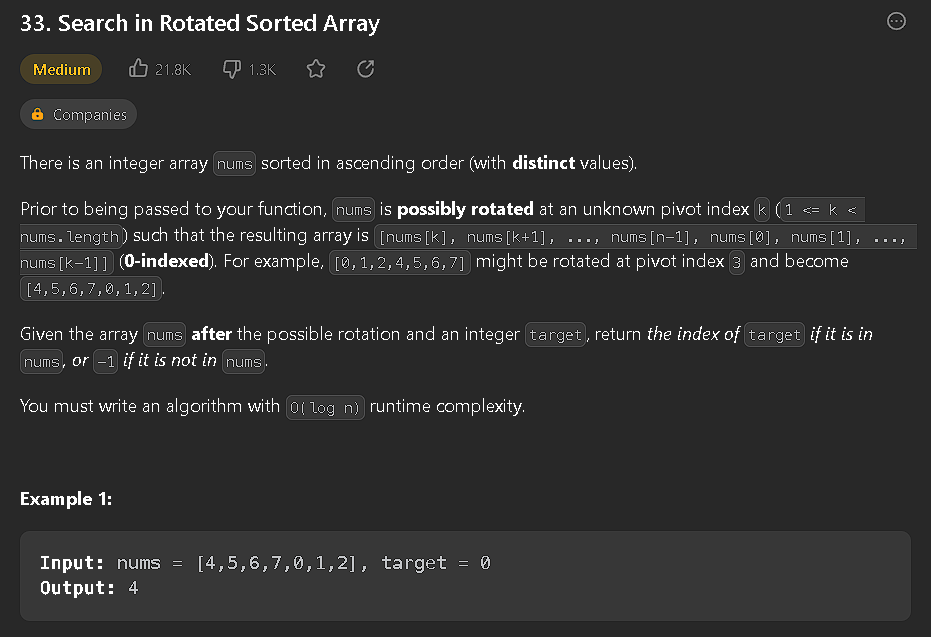 33. Search in Rotated Sorted Array
Medium 21.8K 1.3K
Companies
There is an integer array nums sorted in ascending order (with distinct values).
Prior to being passed to your function, nums is possibly rotated at an unknown pivot index k (1 <= k <
nums.length) such that the resulting array is [nums[k], nums[k+1], ..., nums[n-1], nums[0], nums[1], ...,
nums[k-1]] (0-indexed). For example, [0,1,2,4,5,6,7] might be rotated at pivot index 3 and become
[4,5,6,7,0,1,2].
Given the array nums after the possible rotation and an integer target, return the index of target if it is in
nums, or -1 if it is not in nums.
You must write an algorithm with O(log n) runtime complexity.
Example 1:
Input: nums = [4,5,6,7,0,1,2], target = 0
Output: 4